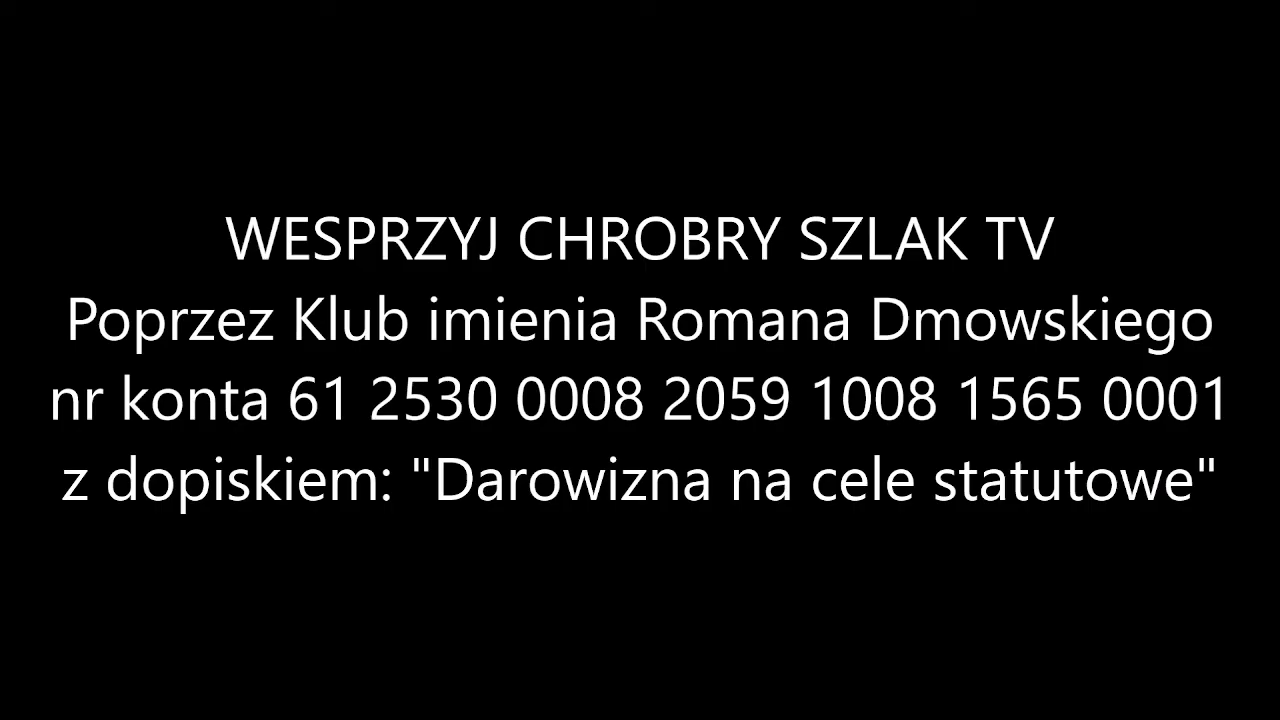 WESPRZYJ CHROBRY SZLAK TV
Poprzez Klub imienia Romana Dmowskiego
nr konta 61 2530 0008 2059 1008 1565 0001
z dopiskiem: "Darowizna na cele statutowe"